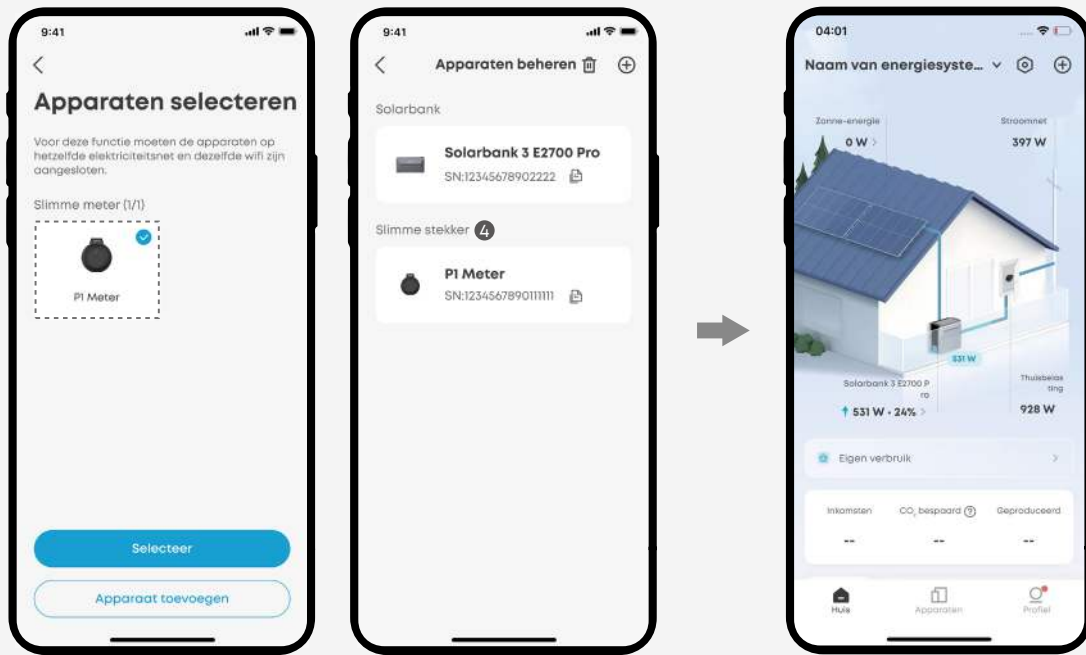 9:41
Apparaten selecteren
Voor deze functie moeten de apparaten op
hetzelfde elektriciteitsnet en dezelfde wifi zijn
aangesloten.
Slimme meter (1/1)
P1 Meter
Selecteer
Apparaat toevoegen
9:41
Apparaten beheren
Solarbank
Solarbank 3 E2700 Pro
SN:12345678902222
Slimme stekker 4
P1 Meter
SN:1234567890111111
04:01
Naam van energiesyste...
Zonne-energie
0 W
Stroomnet
397 W
531 W
Solarbank 3 E2700 P
ro
531 W · 24%
Thuisbelas
ting
928 W
Eigen verbruik
Inkomsten
CO₂ bespaard
Geproduceerd
--
--
--
Huis
Apparaten
Profiel